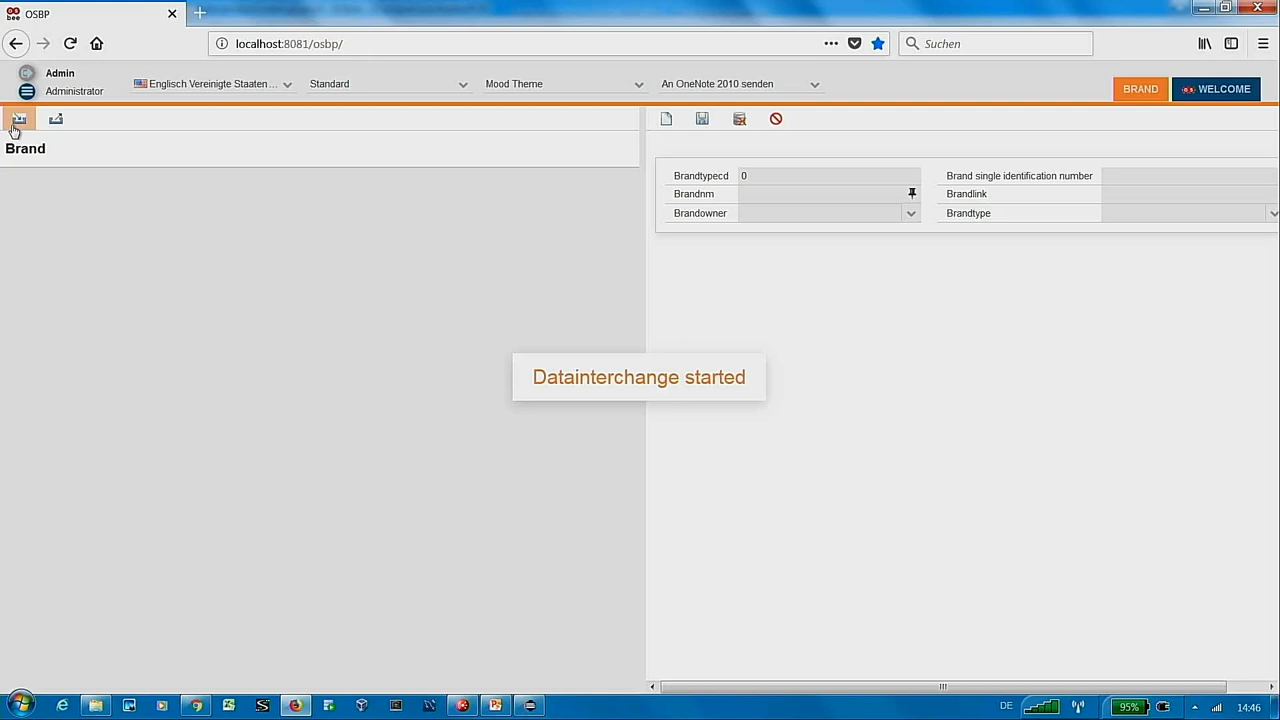 OSBP
localhost:8081/osbp/
Suchen
Admin
Administrator
Englisch Vereinigte Staaten ...
Standard
Mood Theme
An OneNote 2010 senden
BRAND
WELCOME
Brand
Brandtypecd 0
Brand single identification number
Brandnm
Brandlink
Brandowner
Brandtype
Datainterchange started
DE
95%
14:46